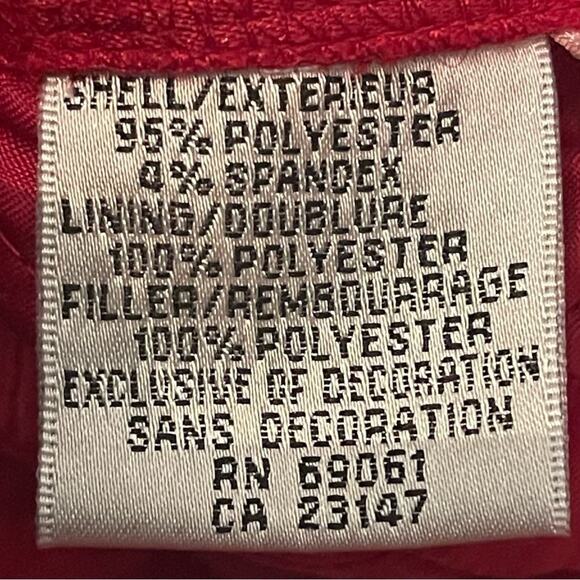 SHELL/EXTERIEUR
95% POLYESTER
4% SPANDEX
LINING/DOUBLURE
100% POLYESTER
FILLER/REMBOURRAGE
100% POLYESTER
EXCLUSIVE OF DECORATION
SANS DECORATION
RN 69061
CA 23147